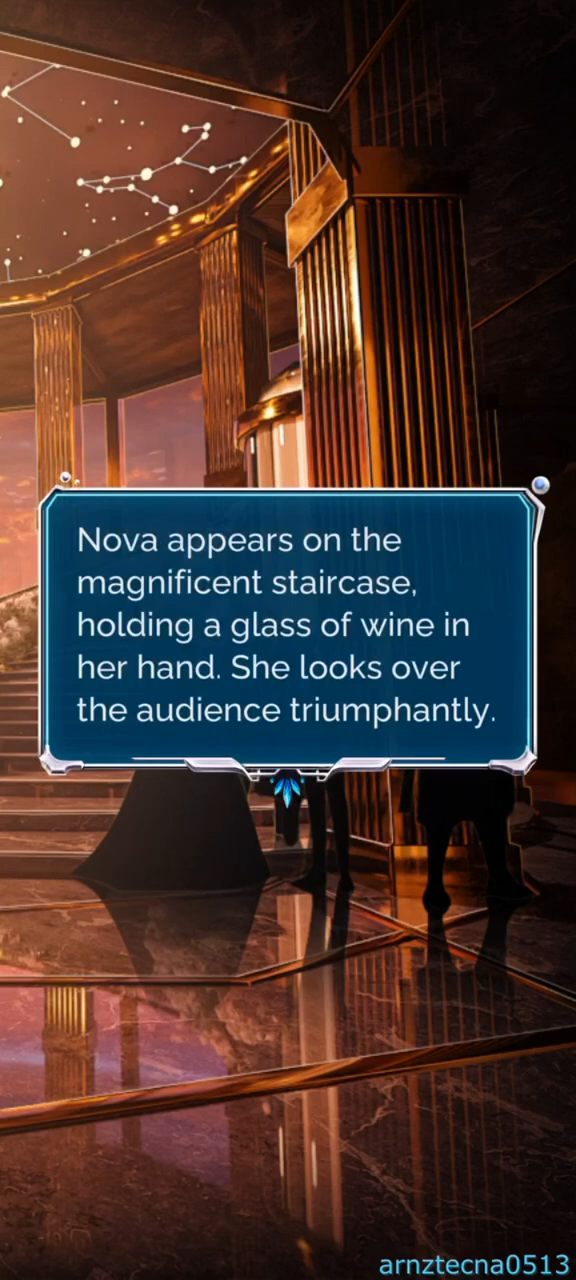 Nova appears on the
magnificent staircase,
holding a glass of wine in
her hand. She looks over
the audience triumphantly.
arnztecna0513